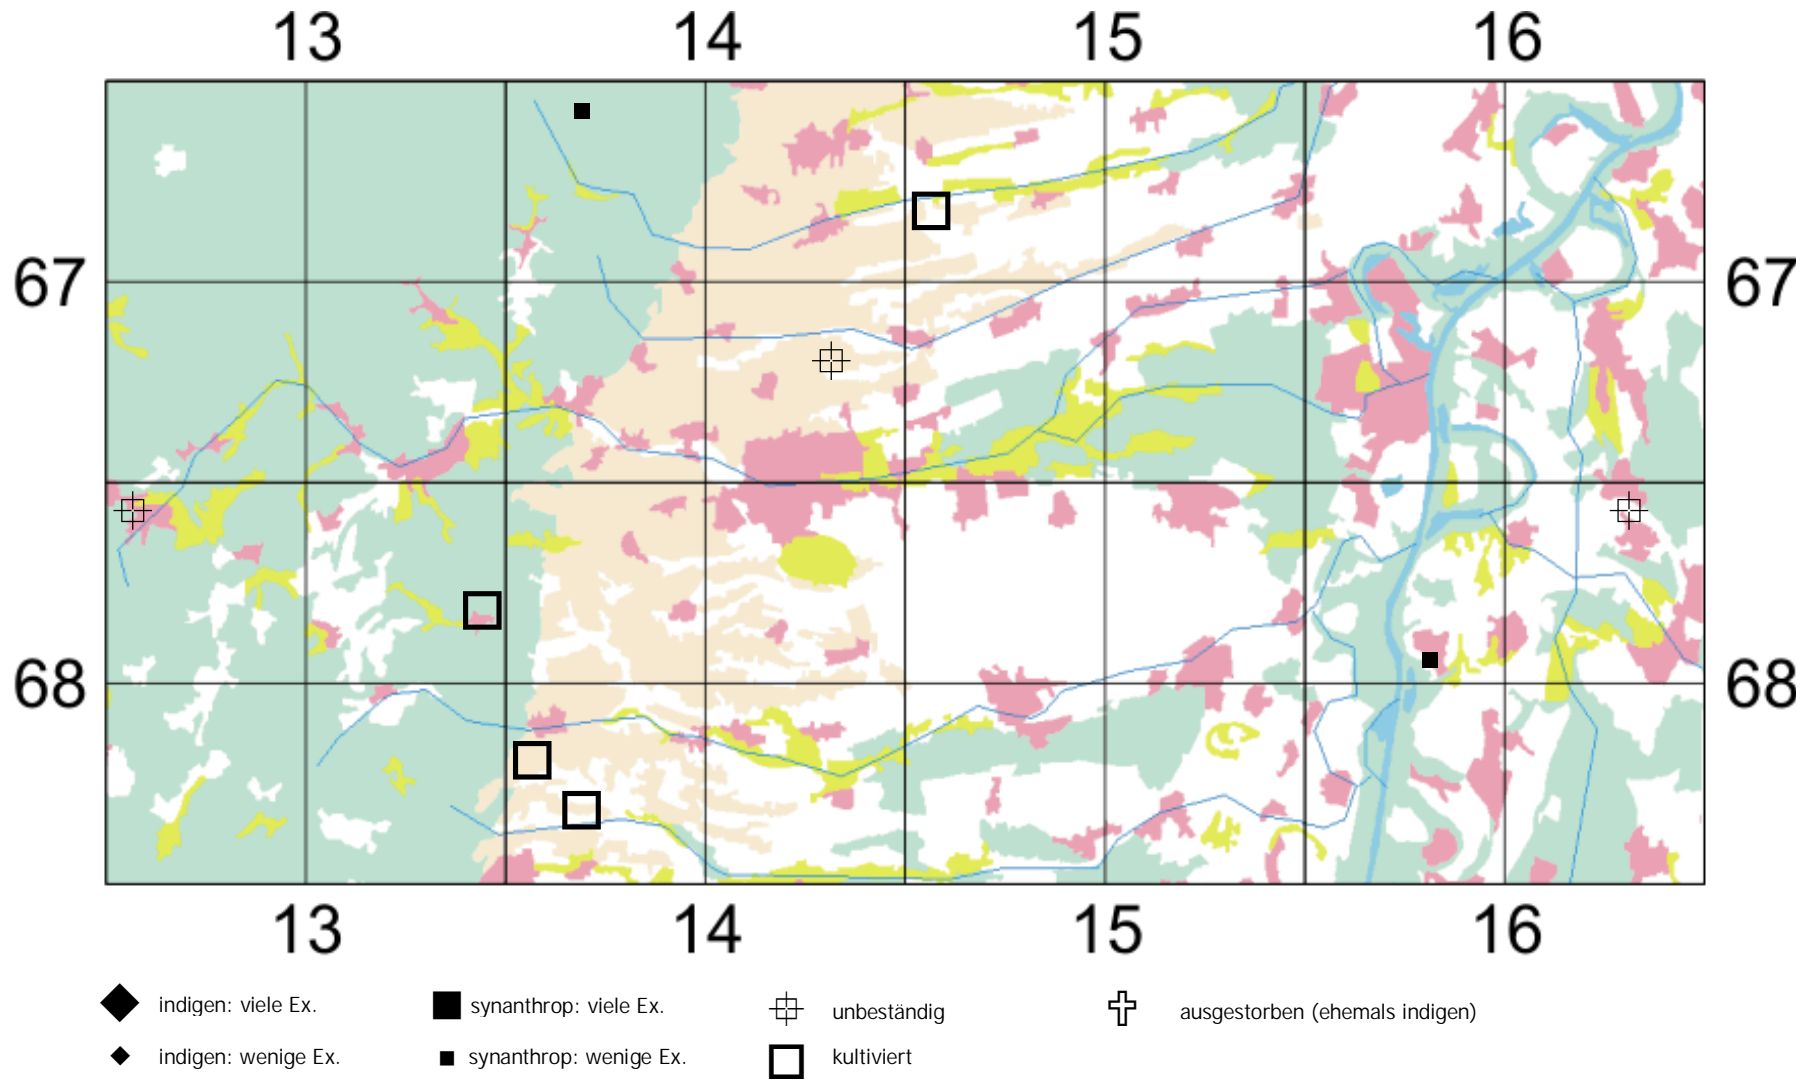 13 14 15 16
67 67
68 68
13 14 15 16
indigen: viele Ex. synanthrop: viele Ex. unbeständig ausgestorben (ehemals indigen)
indigen: wenige Ex. synanthrop: wenige Ex. kultiviert